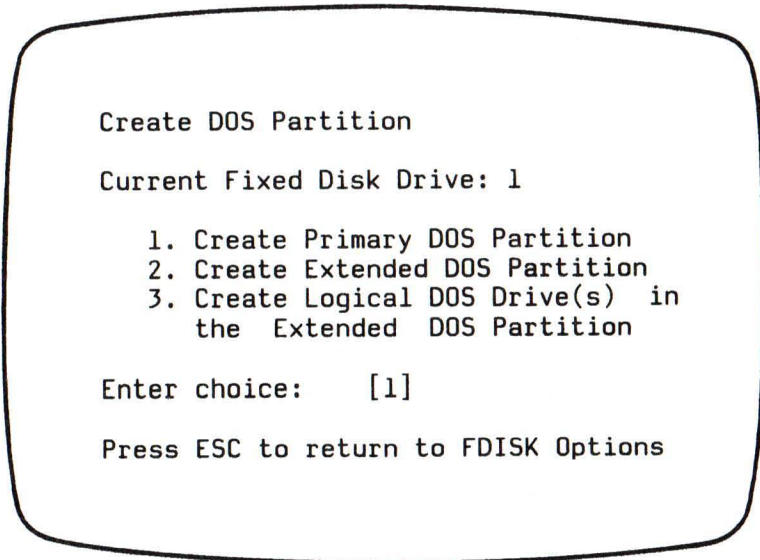 Create DOS Partition
Current Fixed Disk Drive: 1
1. Create Primary DOS Partition
2. Create Extended DOS Partition
3. Create Logical DOS Drive(s) in
the Extended DOS Partition
Enter choice: [1]
Press ESC to return to FDISK Options